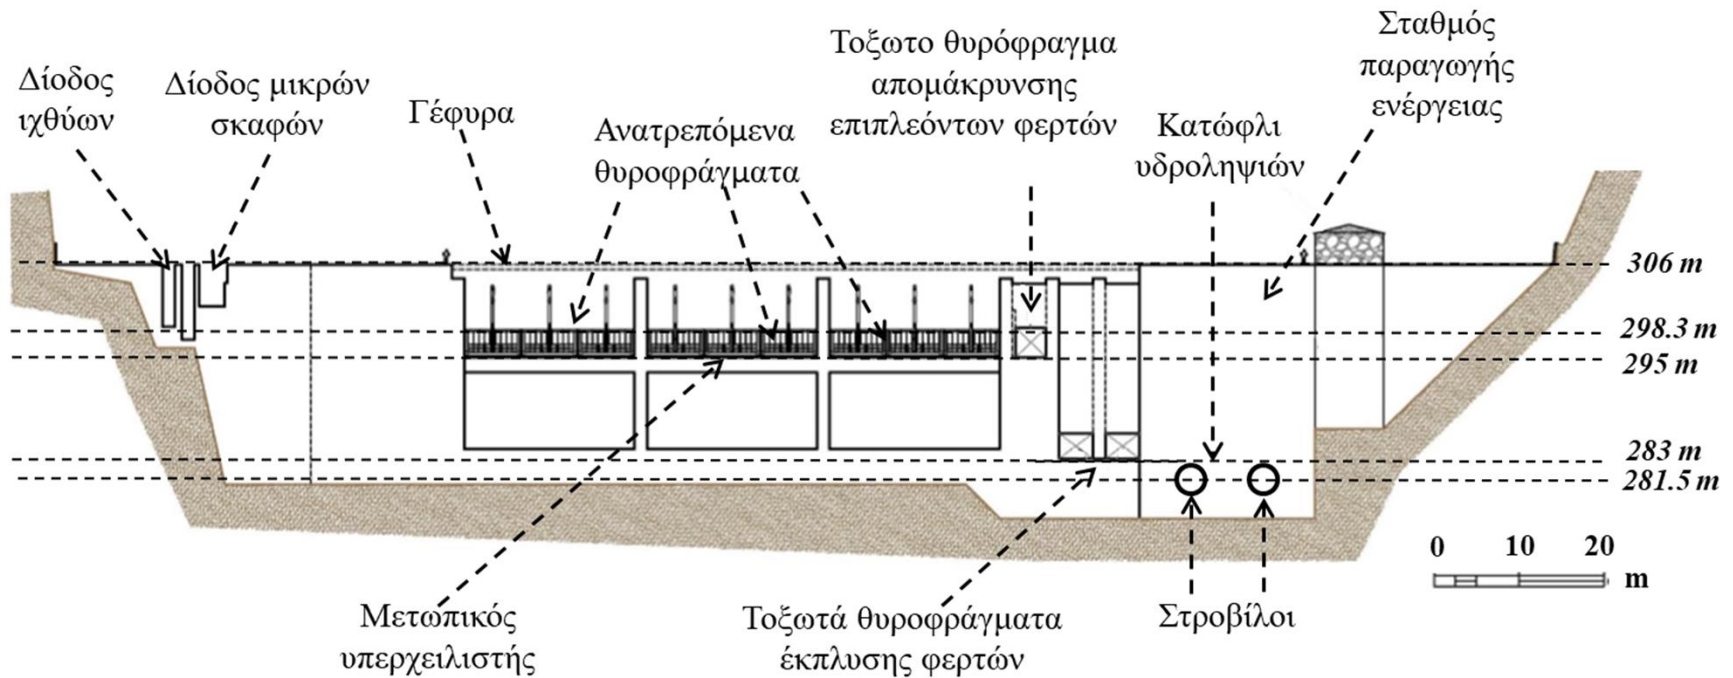 Δίοδος
ιχθύων
Δίοδος μικρών
σκαφών
Γέφυρα
Ανατρεπόμενα
θυροφράγματα
Τοξωτο θυρόφραγμα
απομάκρυνσης
επιπλεόντων φερτών
Κατώφλι
υδροληψιών
Σταθμός
παραγωγής
ενέργειας
306 m
298.3 m
295 m
283 m
281.5 m
0 10 20
m
Μετωπικός
υπερχειλιστής
Τοξωτά θυροφράγματα
έκπλυσης φερτών
Στροβίλοι